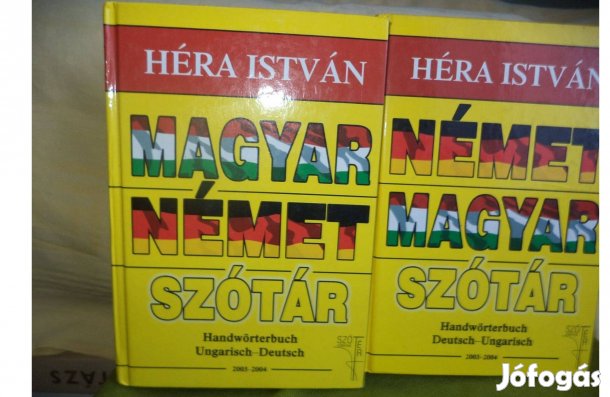 HÉRA ISTVÁN
MAGYAR
NÉMET
SZÓTÁR
Handwörterbuch
Ungarisch–Deutsch
2003–2004
HÉRA ISTVÁN
NÉMET
MAGYAR
SZÓTÁR
Handwörterbuch
Deutsch–Ungarisch
2003–2004
Jófogás